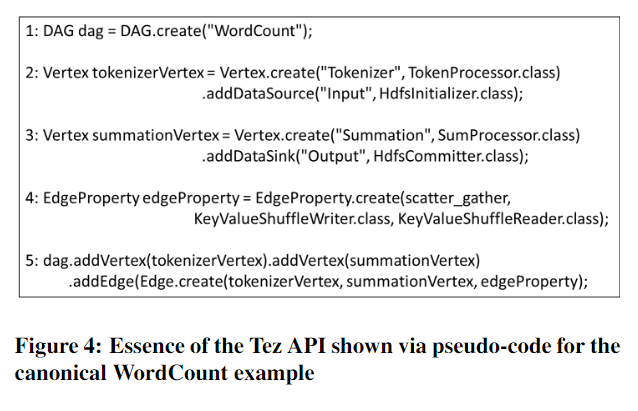 1: DAG dag = DAG.create("WordCount");
2: Vertex tokenizerVertex = Vertex.create("Tokenizer", TokenProcessor.class)
.addDataSource("Input", HdfsInitializer.class);
3: Vertex summationVertex = Vertex.create("Summation", SumProcessor.class)
.addDataSink("Output", HdfsCommitter.class);
4: EdgeProperty edgeProperty = EdgeProperty.create(scatter_gather,
KeyValueShuffleWriter.class, KeyValueShuffleReader.class);
5: dag.addVertex(tokenizerVertex).addVertex(summationVertex)
.addEdge(Edge.create(tokenizerVertex, summationVertex, edgeProperty);
Figure 4: Essence of the Tez API shown via pseudo-code for the
canonical WordCount example